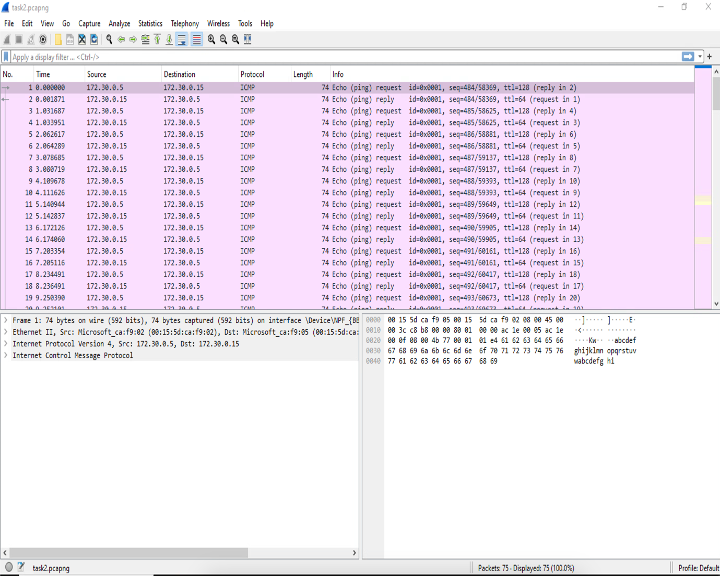 task2.pcapng
File Edit View Go Capture Analyze Statistics Telephony Wireless Tools Help
Apply a display filter ... <Ctrl-/>
No. Time Source Destination Protocol Length Info
1 0.000000 172.30.0.5 172.30.0.15 ICMP 74 Echo (ping) request id=0x0001, seq=484/58369, ttl=128 (reply in 2)
2 0.001871 172.30.0.15 172.30.0.5 ICMP 74 Echo (ping) reply id=0x0001, seq=484/58369, ttl=64 (request in 1)
3 1.031687 172.30.0.5 172.30.0.15 ICMP 74 Echo (ping) request id=0x0001, seq=485/58625, ttl=128 (reply in 4)
4 1.033951 172.30.0.15 172.30.0.5 ICMP 74 Echo (ping) reply id=0x0001, seq=485/58625, ttl=64 (request in 3)
5 2.062617 172.30.0.5 172.30.0.15 ICMP 74 Echo (ping) request id=0x0001, seq=486/58881, ttl=128 (reply in 6)
6 2.064289 172.30.0.15 172.30.0.5 ICMP 74 Echo (ping) reply id=0x0001, seq=486/58881, ttl=64 (request in 5)
7 3.078685 172.30.0.5 172.30.0.15 ICMP 74 Echo (ping) request id=0x0001, seq=487/59137, ttl=128 (reply in 8)
8 3.080719 172.30.0.15 172.30.0.5 ICMP 74 Echo (ping) reply id=0x0001, seq=487/59137, ttl=64 (request in 7)
9 4.109678 172.30.0.5 172.30.0.15 ICMP 74 Echo (ping) request id=0x0001, seq=488/59393, ttl=128 (reply in 10)
10 4.111626 172.30.0.15 172.30.0.5 ICMP 74 Echo (ping) reply id=0x0001, seq=488/59393, ttl=64 (request in 9)
11 5.140944 172.30.0.5 172.30.0.15 ICMP 74 Echo (ping) request id=0x0001, seq=489/59649, ttl=128 (reply in 12)
12 5.142837 172.30.0.15 172.30.0.5 ICMP 74 Echo (ping) reply id=0x0001, seq=489/59649, ttl=64 (request in 11)
13 6.172126 172.30.0.5 172.30.0.15 ICMP 74 Echo (ping) request id=0x0001, seq=490/59905, ttl=128 (reply in 14)
14 6.174060 172.30.0.15 172.30.0.5 ICMP 74 Echo (ping) reply id=0x0001, seq=490/59905, ttl=64 (request in 13)
15 7.203354 172.30.0.5 172.30.0.15 ICMP 74 Echo (ping) request id=0x0001, seq=491/60161, ttl=128 (reply in 16)
16 7.205116 172.30.0.15 172.30.0.5 ICMP 74 Echo (ping) reply id=0x0001, seq=491/60161, ttl=64 (request in 15)
17 8.234491 172.30.0.5 172.30.0.15 ICMP 74 Echo (ping) request id=0x0001, seq=492/60417, ttl=128 (reply in 18)
18 8.236491 172.30.0.15 172.30.0.5 ICMP 74 Echo (ping) reply id=0x0001, seq=492/60417, ttl=64 (request in 17)
19 9.250390 172.30.0.5 172.30.0.15 ICMP 74 Echo (ping) request id=0x0001, seq=493/60673, ttl=128 (reply in 20)
Frame 1: 74 bytes on wire (592 bits), 74 bytes captured (592 bits) on interface \Device\NPF_{BE
Ethernet II, Src: Microsoft_ca:f9:02 (00:15:5d:ca:f9:02), Dst: Microsoft_ca:f9:05 (00:15:5d:ca:
Internet Protocol Version 4, Src: 172.30.0.5, Dst: 172.30.0.15
Internet Control Message Protocol
0000 00 15 5d ca f9 05 00 15 5d ca f9 02 08 00 45 00 ··]····· ]·····E·
0010 00 3c c8 b8 00 00 80 01 00 00 ac 1e 00 05 ac 1e ·<······ ········
0020 00 0f 08 00 4b 77 00 01 01 e4 61 62 63 64 65 66 ····Kw·· ··abcdef
0030 67 68 69 6a 6b 6c 6d 6e 6f 70 71 72 73 74 75 76 ghijklmn opqrstuv
0040 77 61 62 63 64 65 66 67 68 69 wabcdefg hi
task2.pcapng Packets: 75 · Displayed: 75 (100.0%) Profile: Default